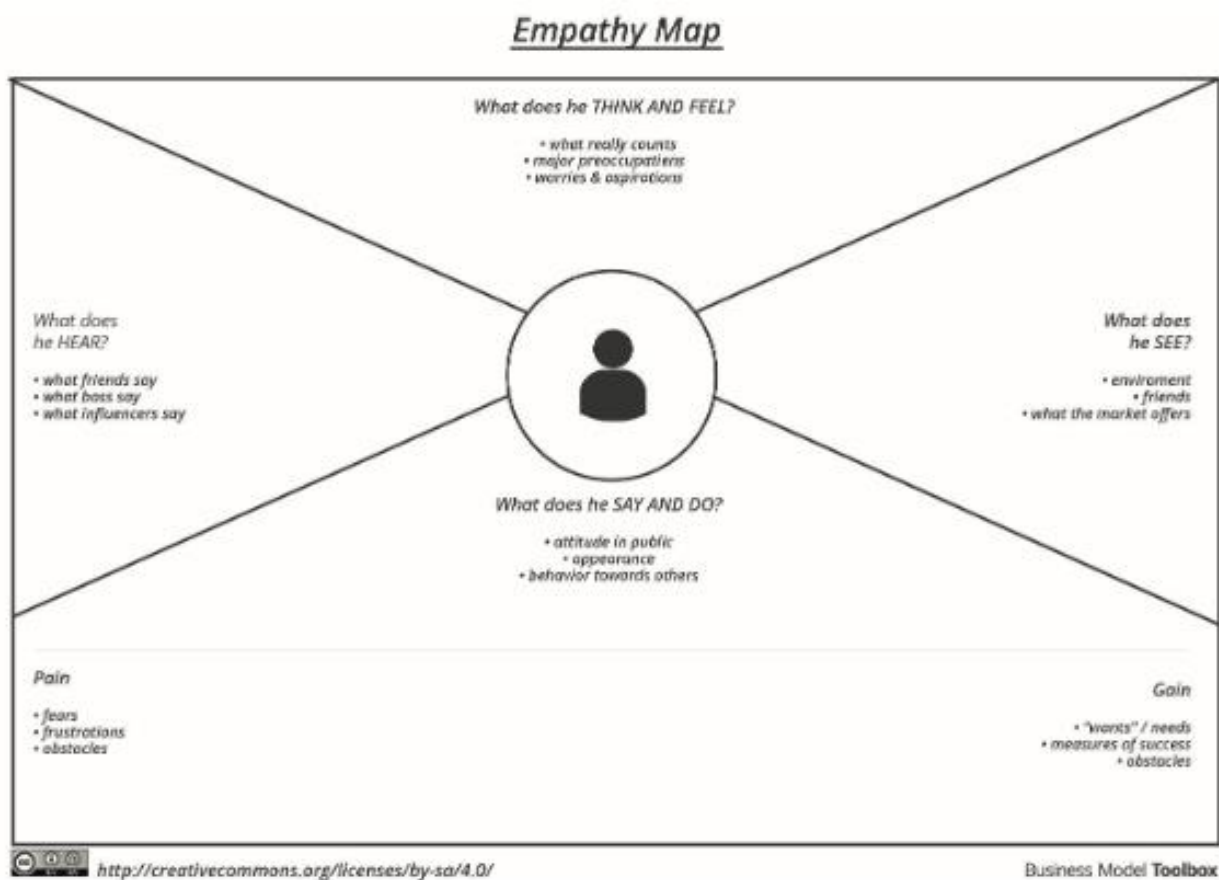 Empathy Map
What does he THINK AND FEEL?
• what really counts
• major preoccupations
• worries & aspirations
What does
he HEAR?
• what friends say
• what boss say
• what influencers say
What does
he SEE?
• enviroment
• friends
• what the market offers
What does he SAY AND DO?
• attitude in public
• appearance
• behavior towards others
Pain
• fears
• frustrations
• obstacles
Gain
• "wants" / needs
• measures of success
• obstacles
http://creativecommons.org/licenses/by-sa/4.0/
Business Model Toolbox